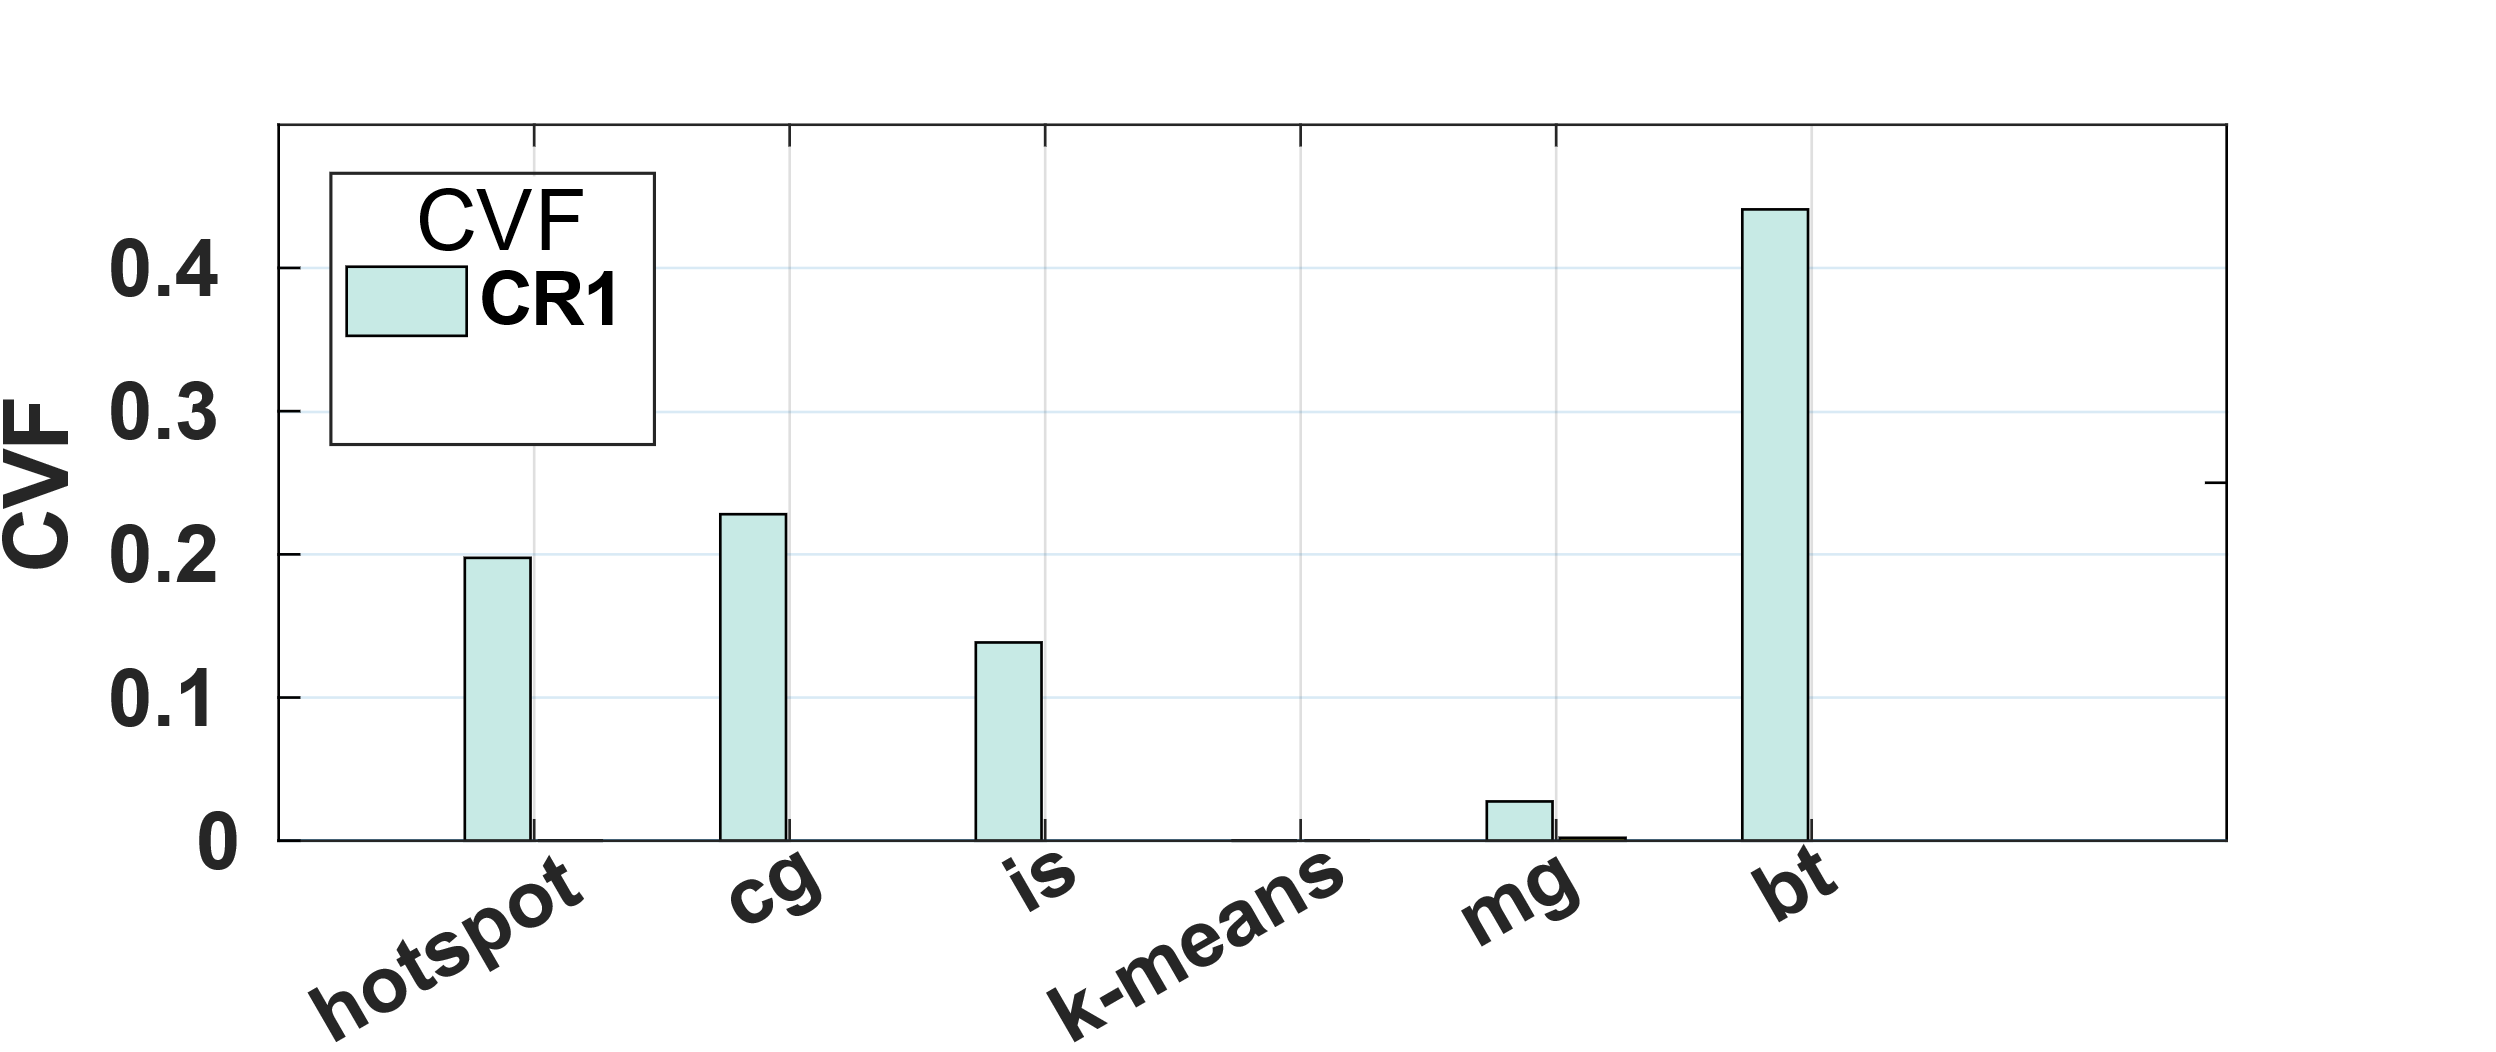 CVF
CR1
0.4
0.3
0.2
0.1
0
CVF
hotspot
cg
is
k-means
mg
bt